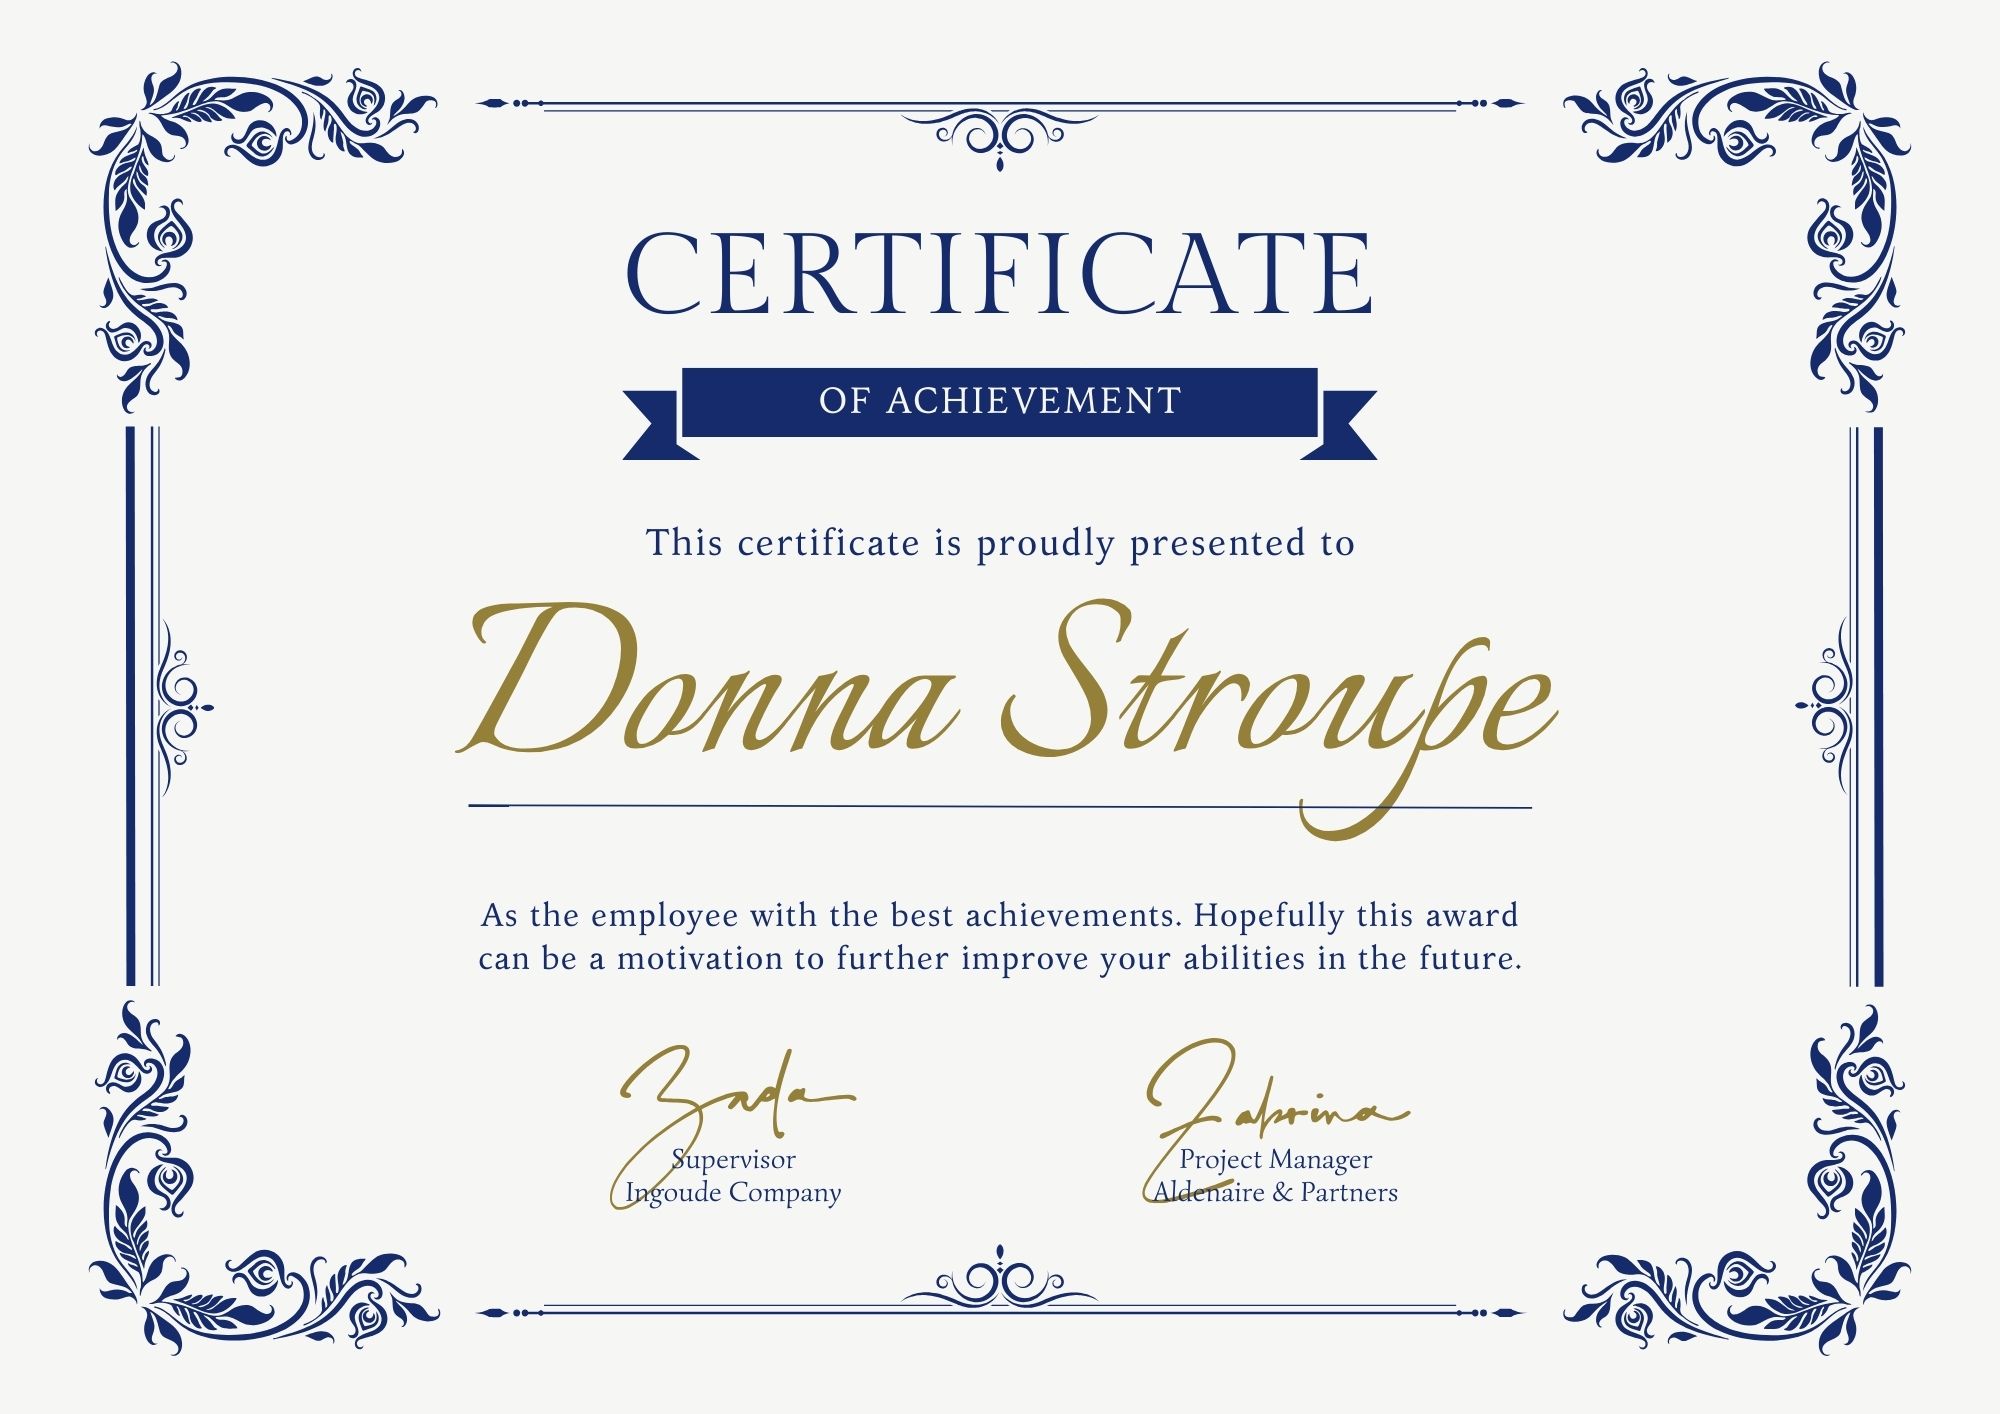 CERTIFICATE
OF ACHIEVEMENT
This certificate is proudly presented to
Donna Stroupe
As the employee with the best achievements. Hopefully this award
can be a motivation to further improve your abilities in the future.
Supervisor
Ingoude Company
Project Manager
Aldenaire & Partners